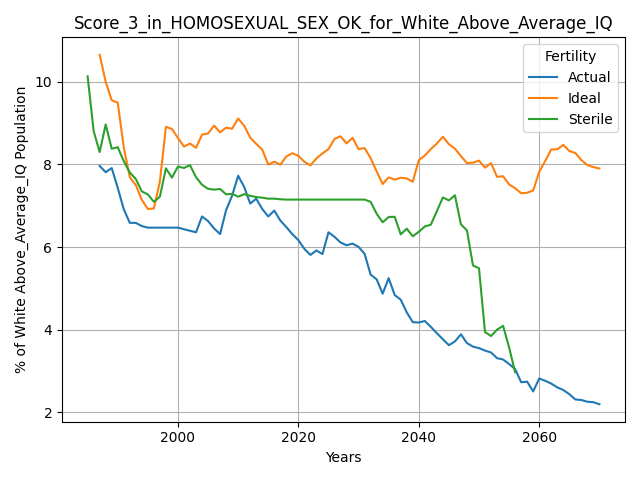 Score_3_in_HOMOSEXUAL_SEX_OK_for_White_Above_Average_IQ
Fertility
Actual
Ideal
Sterile
% of White Above_Average_IQ Population
10
8
6
4
2
2000 2020 2040 2060
Years